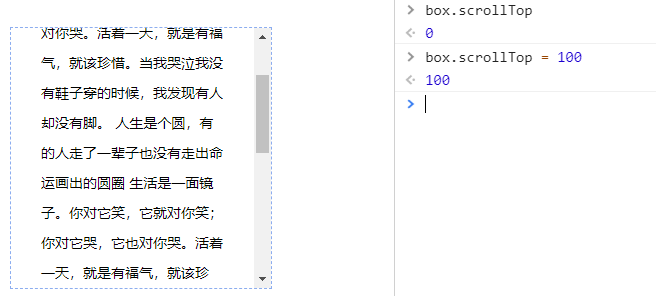 对你哭。活着一天，就是有福
气，就该珍惜。当我哭泣我没
有鞋子穿的时候，我发现有人
却没有脚。 人生是个圆，有
的人走了一辈子也没有走出命
运画出的圆圈 生活是一面镜
子。你对它笑，它就对你笑；
你对它哭，它也对你哭。活着
一天，就是有福气，就该珍
box.scrollTop
0
box.scrollTop = 100
100